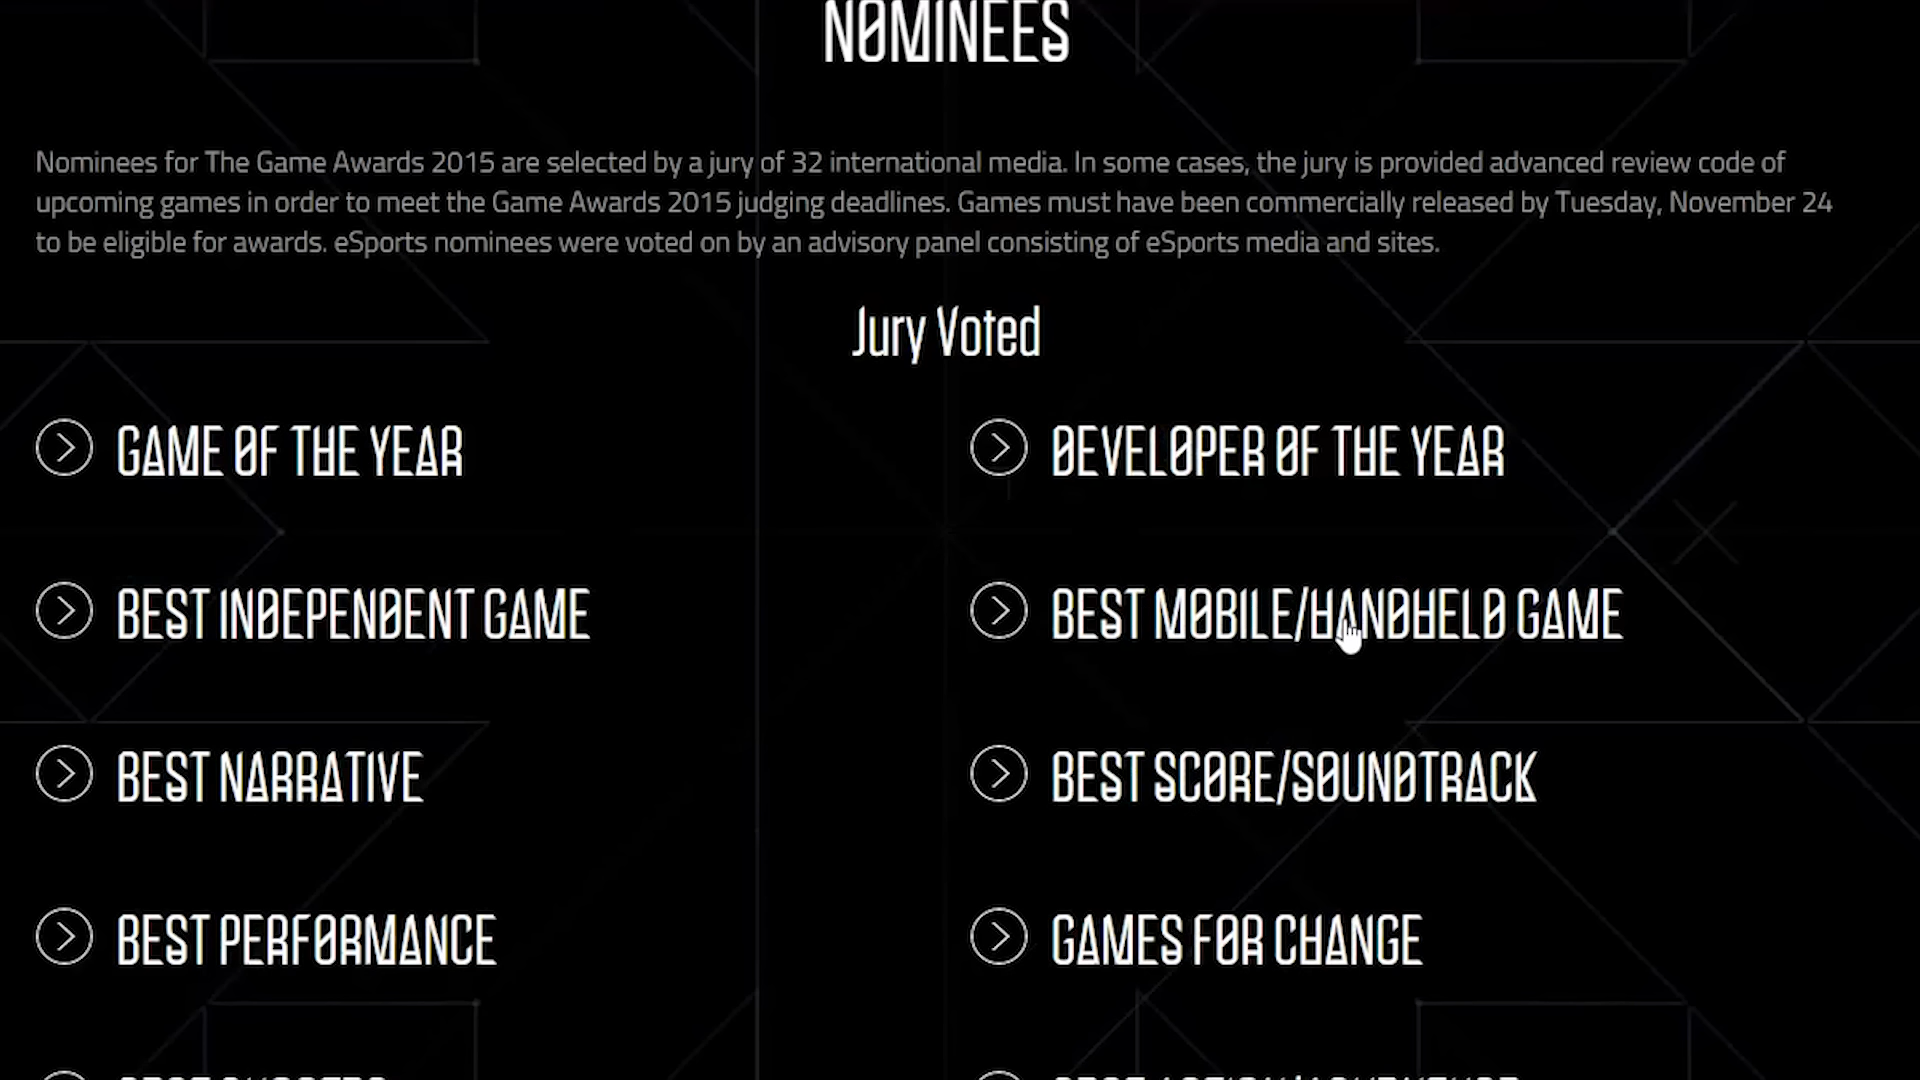 NOMINEES
Nominees for The Game Awards 2015 are selected by a jury of 32 international media. In some cases, the jury is provided advanced review code of
upcoming games in order to meet the Game Awards 2015 judging deadlines. Games must have been commercially released by Tuesday, November 24
to be eligible for awards. eSports nominees were voted on by an advisory panel consisting of eSports media and sites.
Jury Voted
GAME OF THE YEAR
DEVELOPER OF THE YEAR
BEST INDEPENDENT GAME
BEST MOBILE/HANDHELD GAME
BEST NARRATIVE
BEST SCORE/SOUNDTRACK
BEST PERFORMANCE
GAMES FOR CHANGE